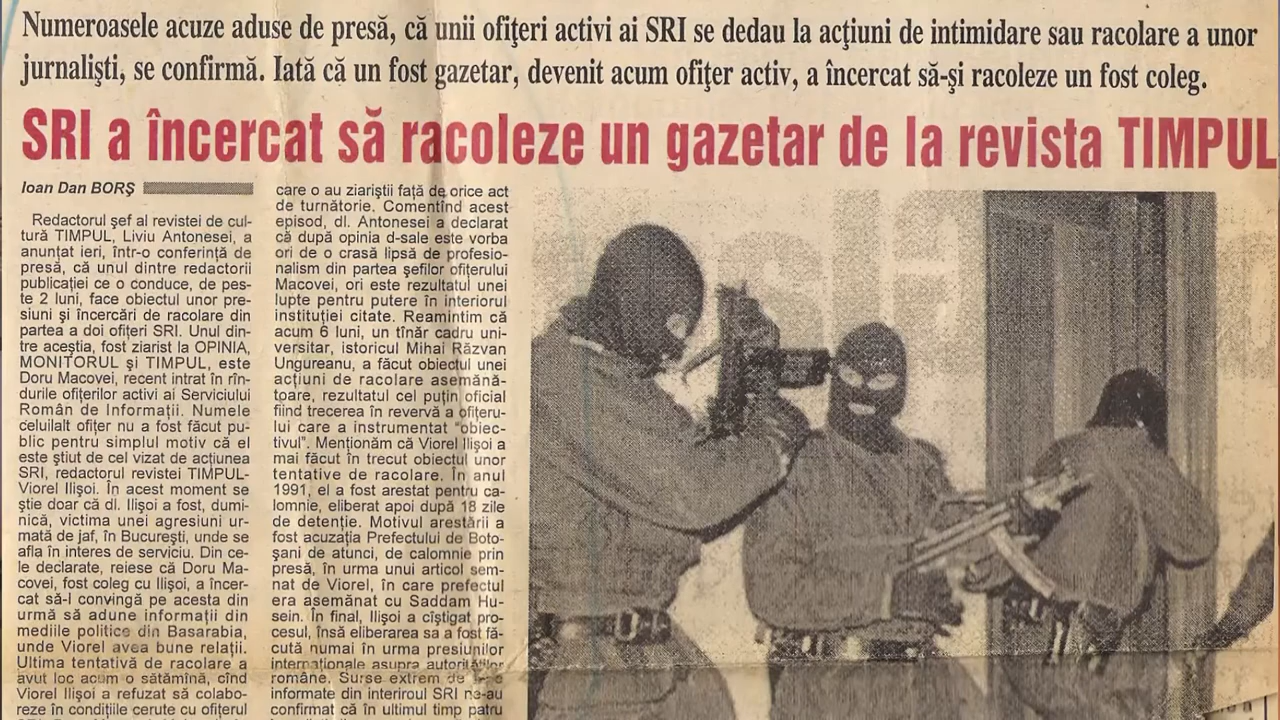 Numeroasele acuze aduse de presă, că unii ofiţeri activi ai SRI se dedau la acţiuni de intimidare sau racolare a unor
jurnalişti, se confirmă. Iată că un fost gazetar, devenit acum ofiţer activ, a încercat să-şi racoleze un fost coleg.
SRI a încercat să racoleze un gazetar de la revista TIMPUL
Ioan Dan BORŞ
Redactorul şef al revistei de cul-
tură TIMPUL, Liviu Antonesei, a
anunţat ieri, într-o conferinţă de
presă, că unul dintre redactorii
publicaţiei ce o conduce, de pes-
te 2 luni, face obiectul unor pre-
siuni şi încercări de racolare din
partea a doi ofiţeri SRI. Unul din-
tre aceştia, fost ziarist la OPINIA,
MONITORUL şi TIMPUL, este
Doru Macovei, recent intrat în rîn-
durile ofiţerilor activi ai Serviciului
Român de Informaţii. Numele
celuilalt ofiţer nu a fost făcut pu-
blic pentru simplul motiv că el
este ştiut de cel vizat de acţiunea
SRI, redactorul revistei TIMPUL-
Viorel Ilişoi. În acest moment se
ştie doar că dl. Ilişoi a fost, dumi-
nică, victima unei agresiuni ur-
mată de jaf, în Bucureşti, unde se
afla în interes de serviciu. Din ce-
le declarate, reiese că Doru Ma-
covei, fost coleg cu Ilişoi, a încer-
cat să-l convingă pe acesta din
urmă să adune informaţii din
mediile politice din Basarabia,
unde Viorel avea bune relaţii.
Ultima tentativă de racolare a
avut loc acum o sătămînă, cînd
Viorel Ilişoi a refuzat să colabo-
reze în condiţiile cerute cu ofiţerul
care o au ziariştii faţă de orice act
de turnătorie. Comentînd acest
episod, dl. Antonesei a declarat
că după opinia d-sale este vorba
ori de o crasă lipsă de profesio-
nalism din partea şefilor ofiţerului
Macovei, ori este rezultatul unei
lupte pentru putere în interiorul
instituţiei citate. Reamintim că
acum 6 luni, un tînăr cadru uni-
versitar, istoricul Mihai Răzvan
Ungureanu, a făcut obiectul unei
acţiuni de racolare asemănă-
toare, rezultatul cel puţin oficial
fiind trecerea în revervă a ofiţeru-
lui care a instrumentat "obiec-
tivul". Menţionăm că Viorel Ilişoi a
mai făcut în trecut obiectul unor
tentative de racolare. În anul
1991, el a fost arestat pentru ca-
lomnie, eliberat apoi după 18 zile
de detenţie. Motivul arestării a
fost acuzaţia Prefectului de Boto-
şani de atunci, de calomnie prin
presă, în urma unui articol sem-
nat de Viorel, în care prefectul
era asemănat cu Saddam Hu-
sein. În final, Ilişoi a cîştigat pro-
cesul, însă eliberarea sa a fost fă-
cută numai în urma presiunilor
internaţionale asupra autorităţilor
române. Surse extrem de
informate din interiroul SRI ne-au
confirmat că în ultimul timp patru